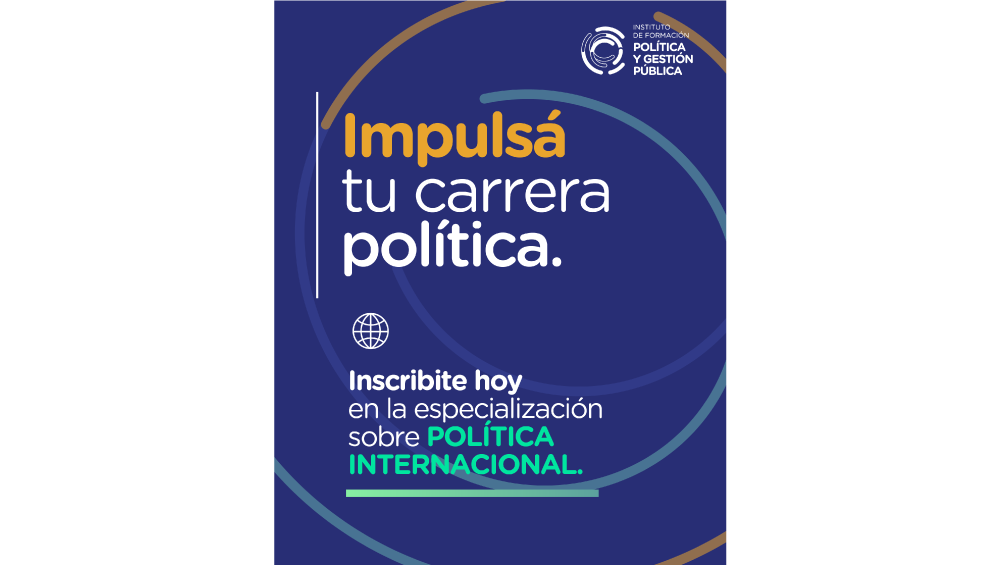 INSTITUTO
DE FORMACIÓN
POLÍTICA
Y GESTIÓN
PÚBLICA
Impulsá
tu carrera
política.
Inscribite hoy
en la especialización
sobre POLÍTICA
INTERNACIONAL.